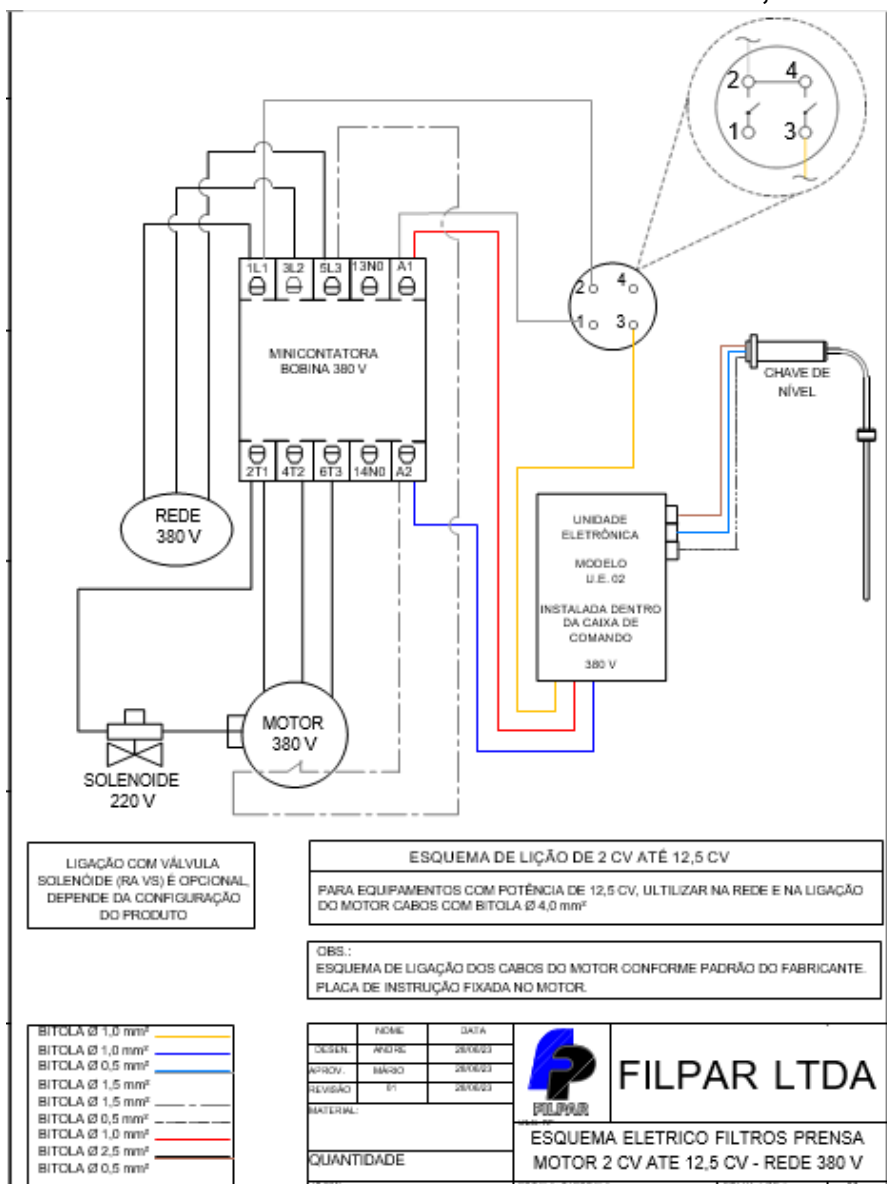 2 4
1 3
1L1 3L2 5L3 13N0 A1
2 4
1 3
MINICONTATORA
BOBINA 380 V
CHAVE DE
NÍVEL
2T1 4T2 6T3 14N0 A2
REDE
380 V
UNIDADE
ELETRÔNICA
MODELO
U.E. 02
INSTALADA DENTRO
DA CAIXA DE
COMANDO
380 V
MOTOR
380 V
SOLENOIDE
220 V
LIGAÇÃO COM VÁLVULA
SOLENÓIDE (RA VS) É OPCIONAL,
DEPENDE DA CONFIGURAÇÃO
DO PRODUTO
ESQUEMA DE LIÇÃO DE 2 CV ATÉ 12,5 CV
PARA EQUIPAMENTOS COM POTÊNCIA DE 12,5 CV, ULTILIZAR NA REDE E NA LIGAÇÃO
DO MOTOR CABOS COM BITOLA Ø 4,0 mm²
OBS.:
ESQUEMA DE LIGAÇÃO DOS CABOS DO MOTOR CONFORME PADRÃO DO FABRICANTE.
PLACA DE INSTRUÇÃO FIXADA NO MOTOR.
BITOLA Ø 1,0 mm²
BITOLA Ø 1,0 mm²
BITOLA Ø 0,5 mm²
BITOLA Ø 1,5 mm²
BITOLA Ø 1,5 mm²
BITOLA Ø 0,5 mm²
BITOLA Ø 1,0 mm²
BITOLA Ø 2,5 mm²
BITOLA Ø 0,5 mm²
NOME DATA
DESEN. ANDRE 28/06/23
APROV. MÁRIO 28/06/23
REVISÃO 01 28/06/23
MATERIAL:
QUANTIDADE
FILPAR
FILPAR LTDA
ESQUEMA ELETRICO FILTROS PRENSA
MOTOR 2 CV ATE 12,5 CV - REDE 380 V